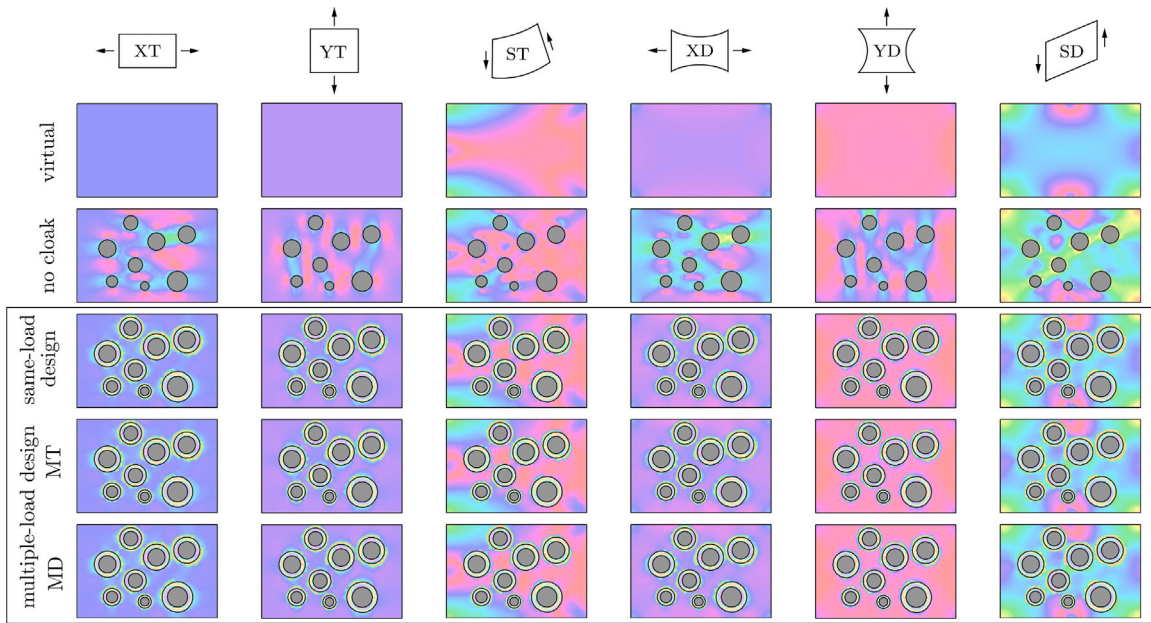 XT
YT
ST
XD
YD
SD
virtual
no cloak
same-load
design
multiple-load design
MT
MD